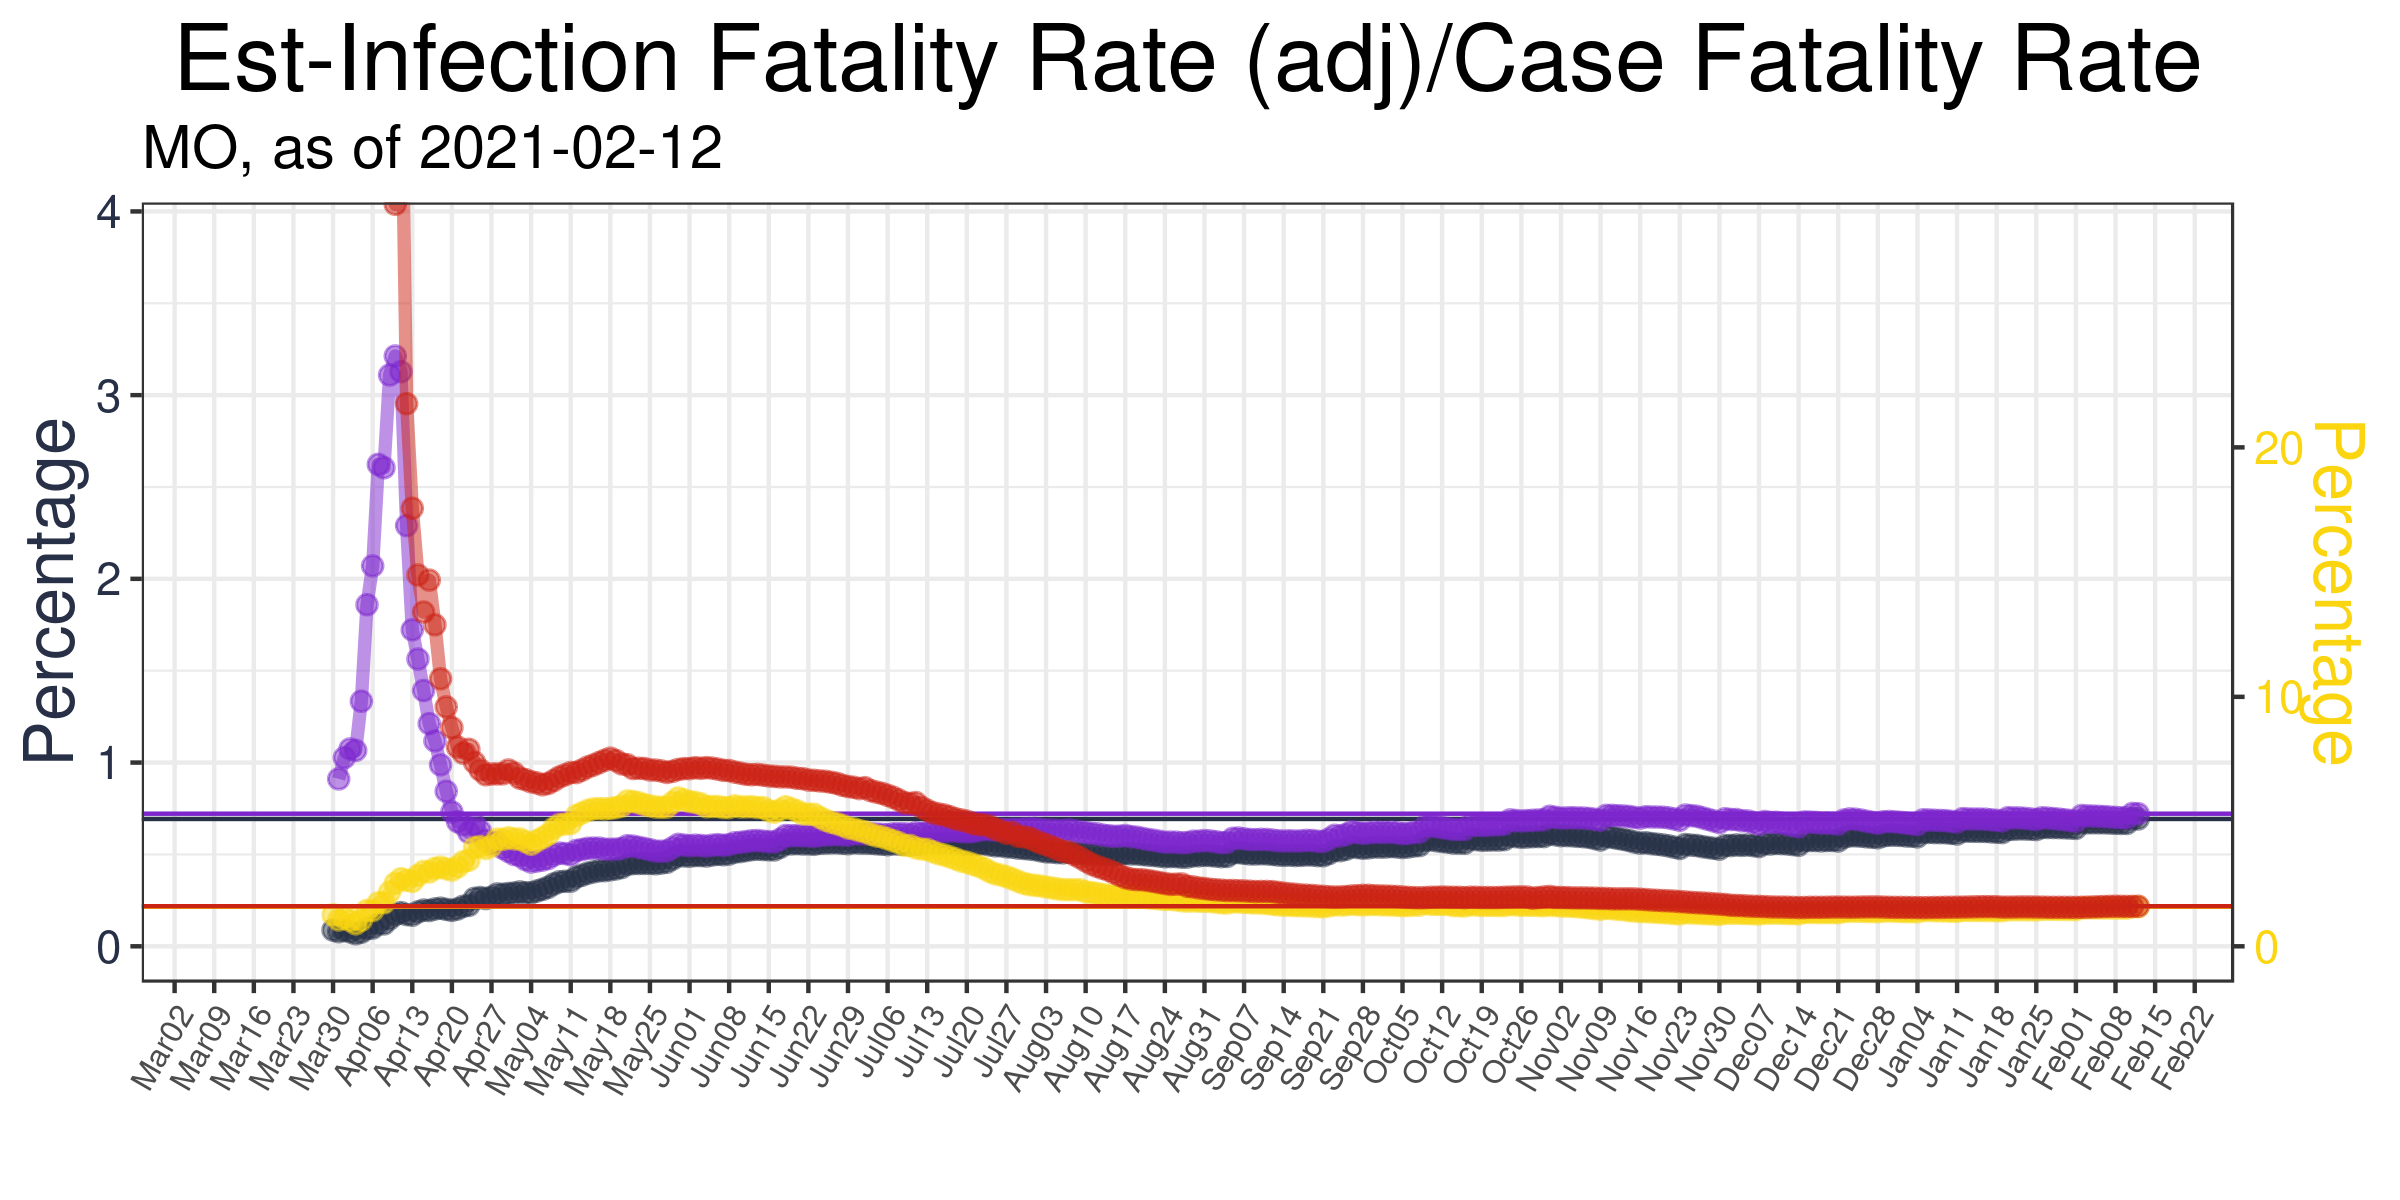 Est-Infection Fatality Rate (adj)/Case Fatality Rate
MO, as of 2021-02-12
Percentage
4
3
2
1
0
20
10
0
Percentage
Mar02
Mar09
Mar16
Mar23
Mar30
Apr06
Apr13
Apr20
Apr27
May04
May11
May18
May25
Jun01
Jun08
Jun15
Jun22
Jun29
Jul06
Jul13
Jul20
Jul27
Aug03
Aug10
Aug17
Aug24
Aug31
Sep07
Sep14
Sep21
Sep28
Oct05
Oct12
Oct19
Oct26
Nov02
Nov09
Nov16
Nov23
Nov30
Dec07
Dec14
Dec21
Dec28
Jan04
Jan11
Jan18
Jan25
Feb01
Feb08
Feb15
Feb22